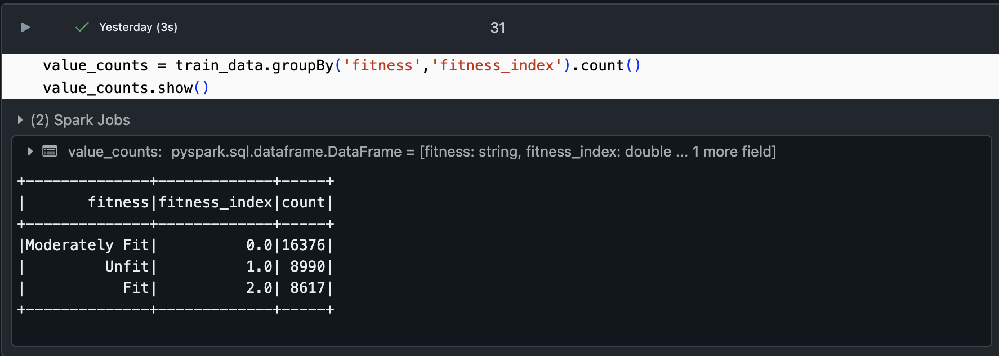 Yesterday (3s)
31
value_counts = train_data.groupBy('fitness','fitness_index').count()
value_counts.show()
(2) Spark Jobs
value_counts: pyspark.sql.dataframe.DataFrame = [fitness: string, fitness_index: double ... 1 more field]
+--------------+-------------+-----+
|       fitness|fitness_index|count|
+--------------+-------------+-----+
|Moderately Fit|          0.0|16376|
|         Unfit|          1.0| 8990|
|           Fit|          2.0| 8617|
+--------------+-------------+-----+